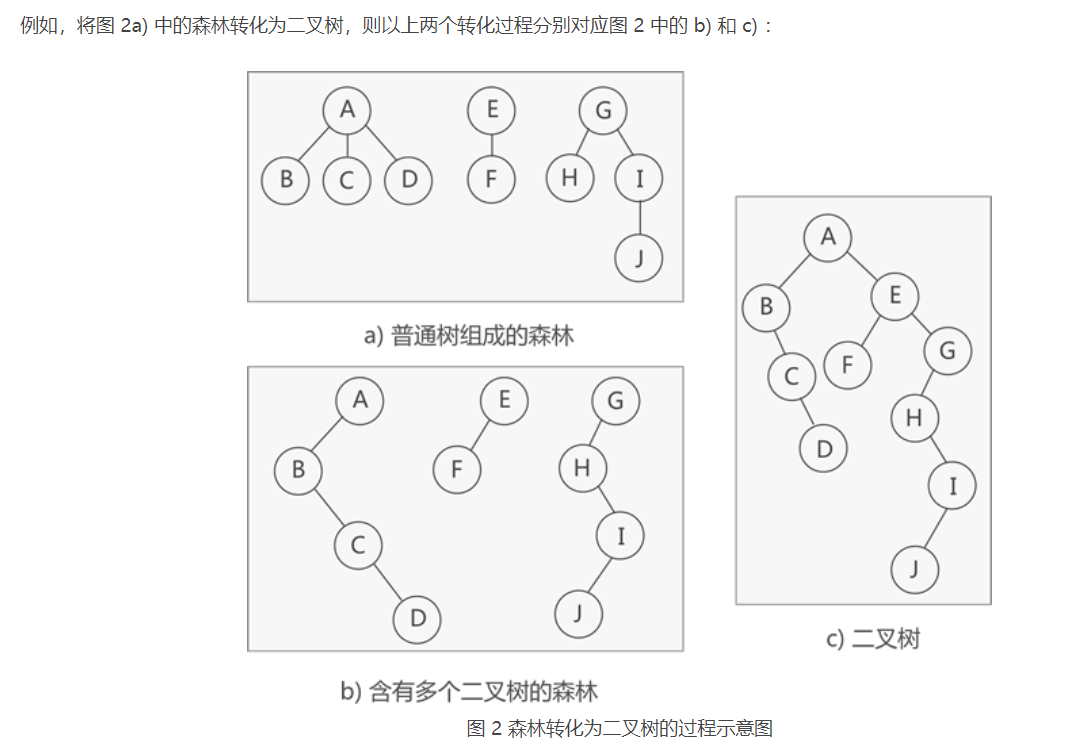 例如，将图 2a) 中的森林转化为二叉树，则以上两个转化过程分别对应图 2 中的 b) 和 c)：
A
E
G
B
C
D
F
H
I
J
a) 普通树组成的森林
A
E
G
B
F
H
C
I
D
J
b) 含有多个二叉树的森林
A
B
E
C
F
G
D
H
I
J
c) 二叉树
图 2 森林转化为二叉树的过程示意图